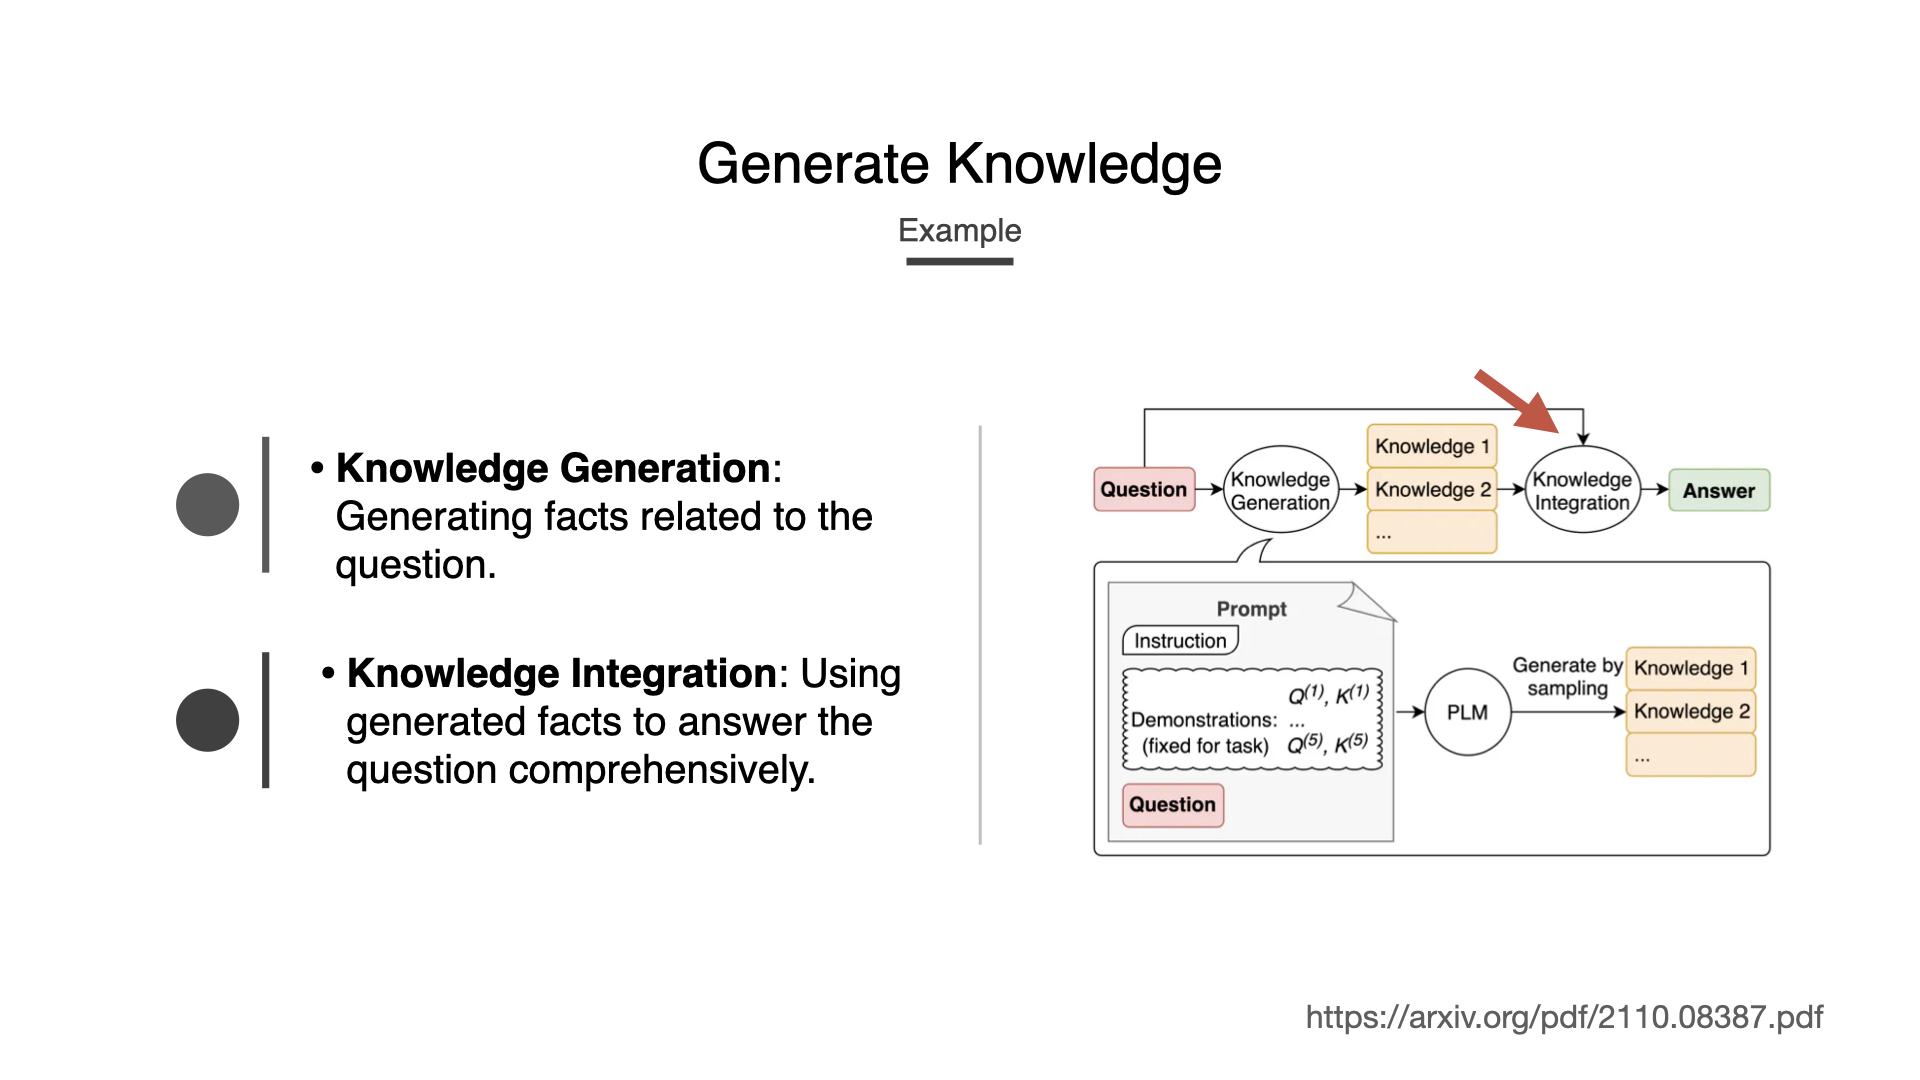 Generate Knowledge
Example
• Knowledge Generation:
Generating facts related to the
question.
• Knowledge Integration: Using
generated facts to answer the
question comprehensively.
Question
Knowledge
Generation
Knowledge 1
Knowledge 2
...
Knowledge
Integration
Answer
Prompt
Instruction
Q(1), K(1)
Demonstrations: ...
(fixed for task) Q(5), K(5)
Question
PLM
Generate by
sampling
Knowledge 1
Knowledge 2
...
https://arxiv.org/pdf/2110.08387.pdf